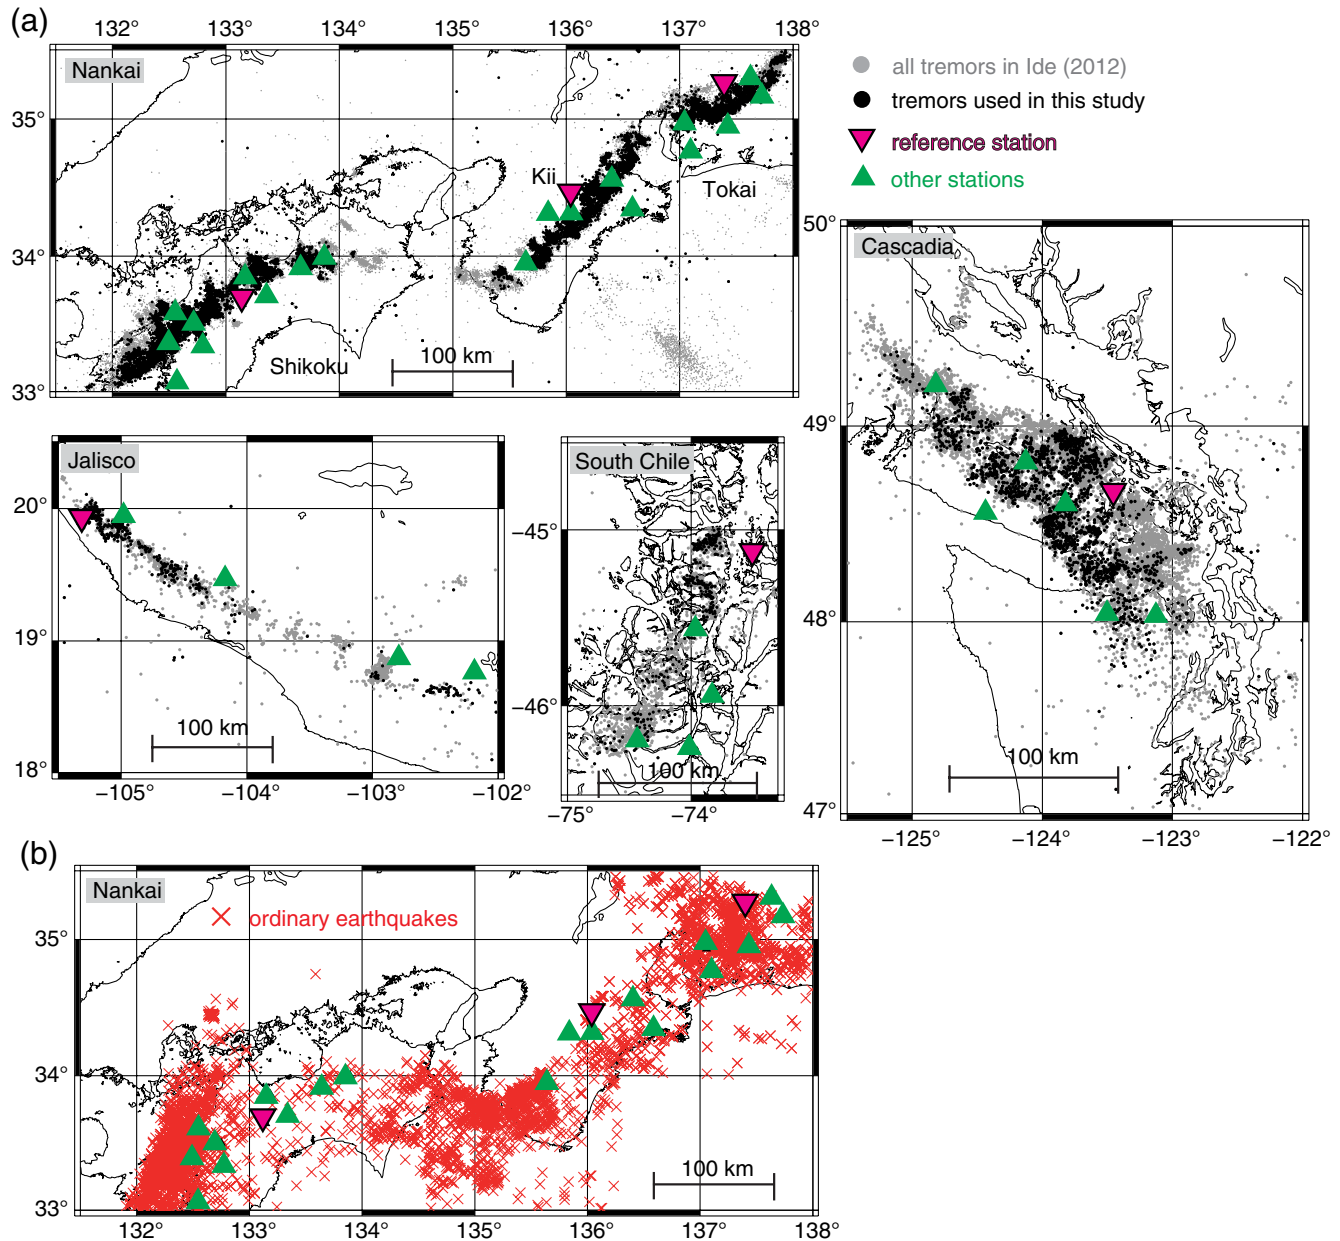 (a)
132° 133° 134° 135° 136° 137° 138°
Nankai
35°
34°
33°
Kii
Tokai
Shikoku
100 km
all tremors in Ide (2012)
tremors used in this study
reference station
other stations
Jalisco
20°
19°
18°
100 km
−105° −104° −103° −102°
South Chile
−45°
−46°
100 km
−75° −74°
Cascadia
50°
49°
48°
47°
100 km
−125° −124° −123° −122°
(b)
Nankai
ordinary earthquakes
35°
34°
33°
100 km
132° 133° 134° 135° 136° 137° 138°